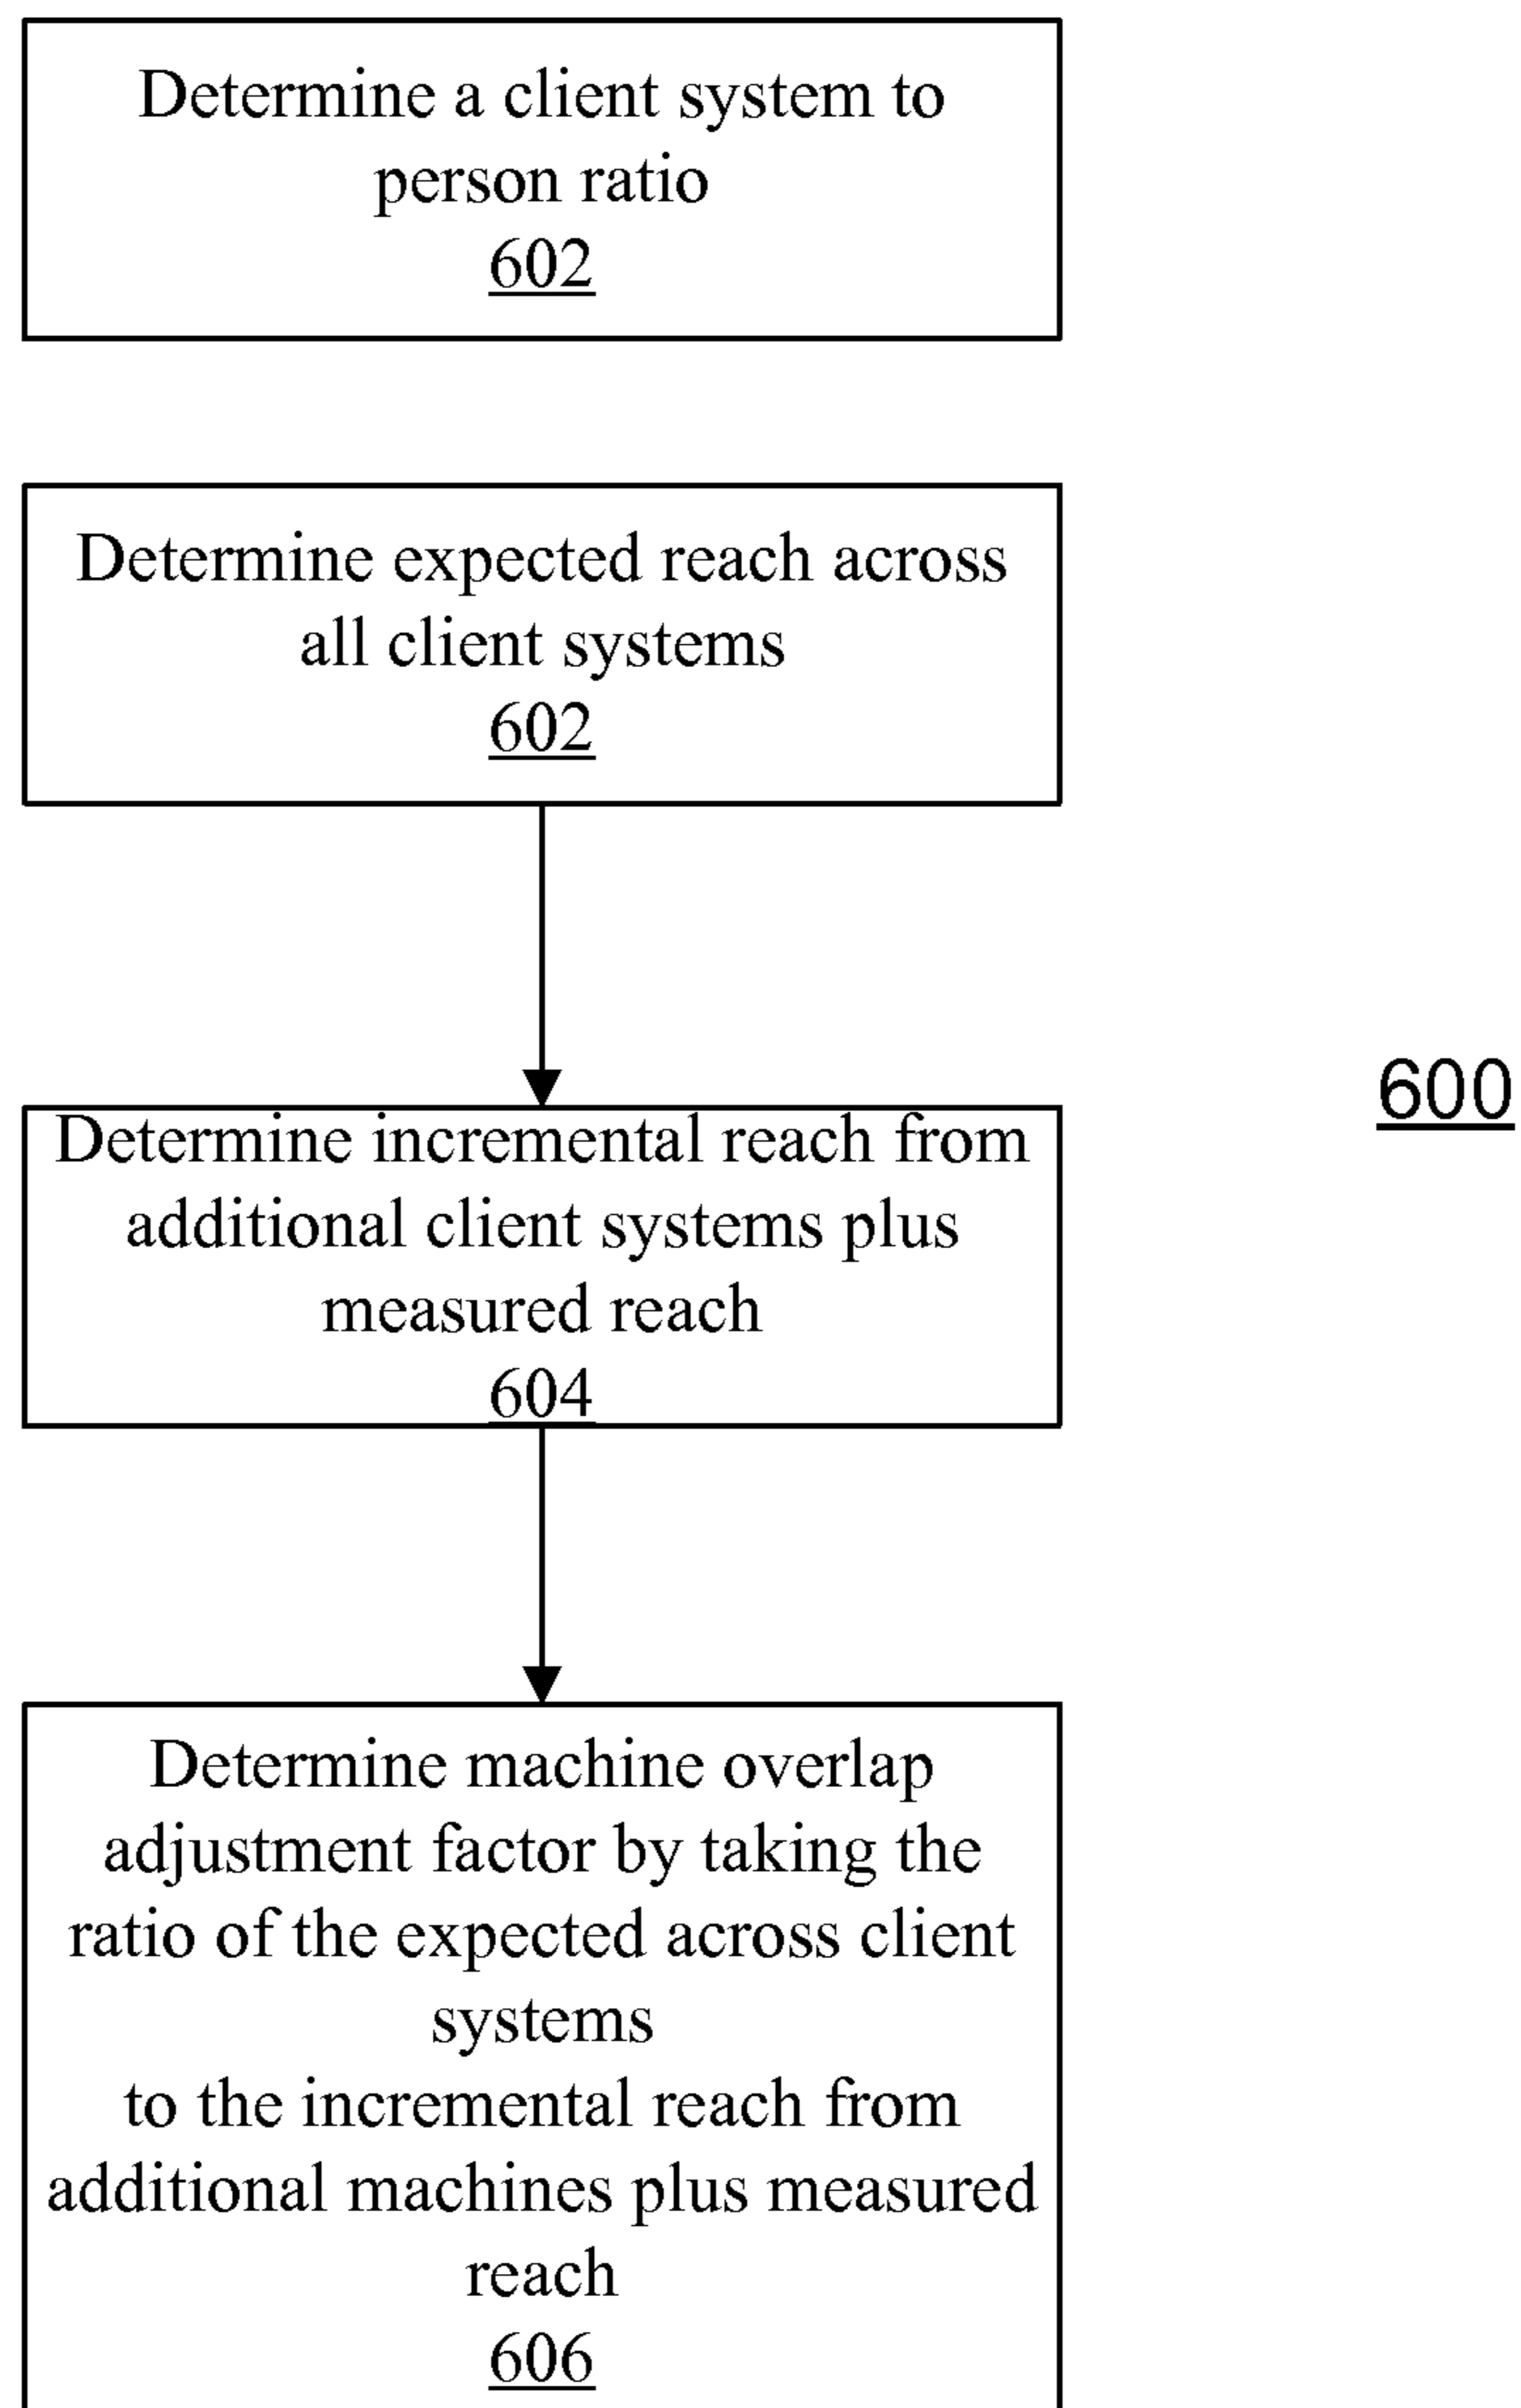 Determine a client system to
person ratio
602
Determine expected reach across
all client systems
602
600
Determine incremental reach from
additional client systems plus
measured reach
604
Determine machine overlap
adjustment factor by taking the
ratio of the expected across client
systems
to the incremental reach from
additional machines plus measured
reach
606